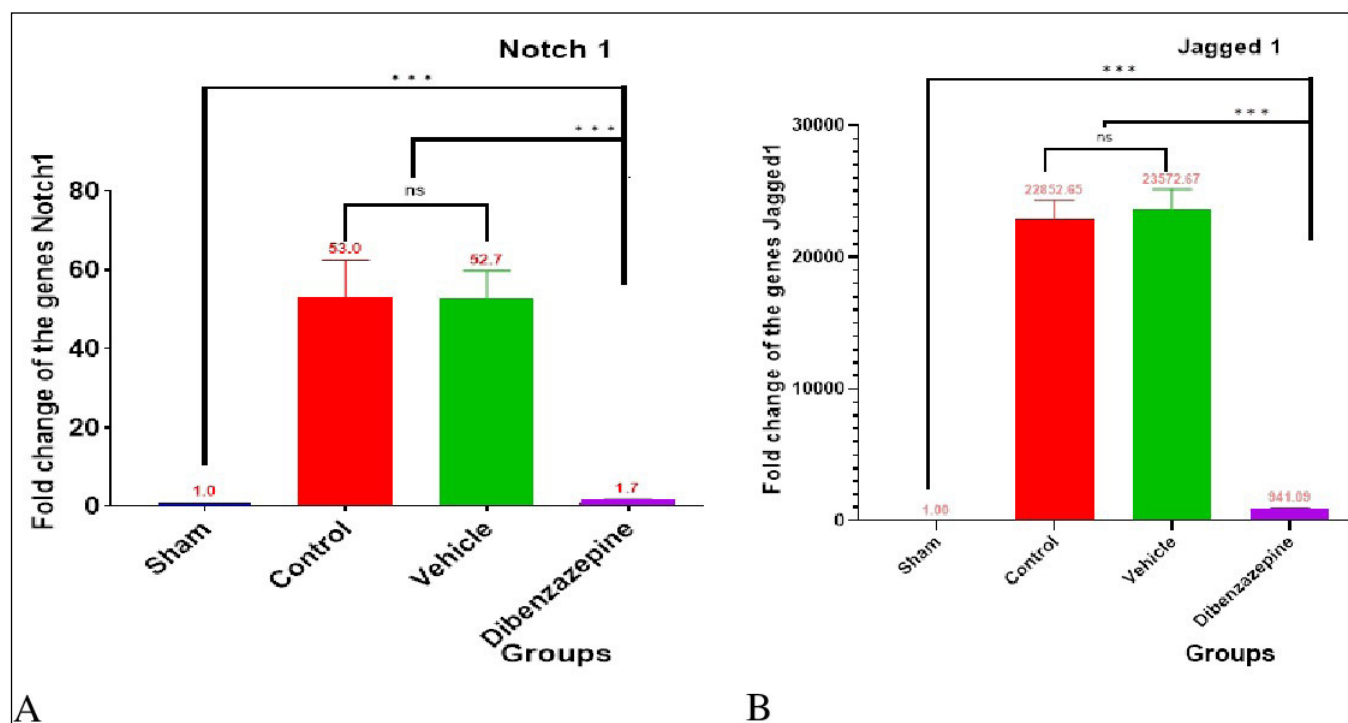 Notch 1
* * *
* * *
ns
Fold change of the genes Notch1
80
60
40
20
0
53.0
52.7
1.0
1.7
Sham
Control
Vehicle
Dibenzazepine
Groups
A
Jagged 1
* * *
* * *
ns
Fold change of the genes Jagged1
30000
20000
10000
0
22852.65
23572.67
1.00
941.09
Sham
Control
Vehicle
Dibenzazepine
Groups
B